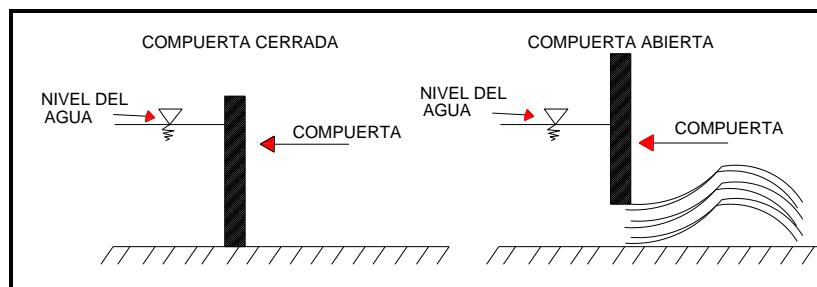 COMPUERTA CERRADA
NIVEL DEL
AGUA
COMPUERTA
COMPUERTA ABIERTA
NIVEL DEL
AGUA
COMPUERTA